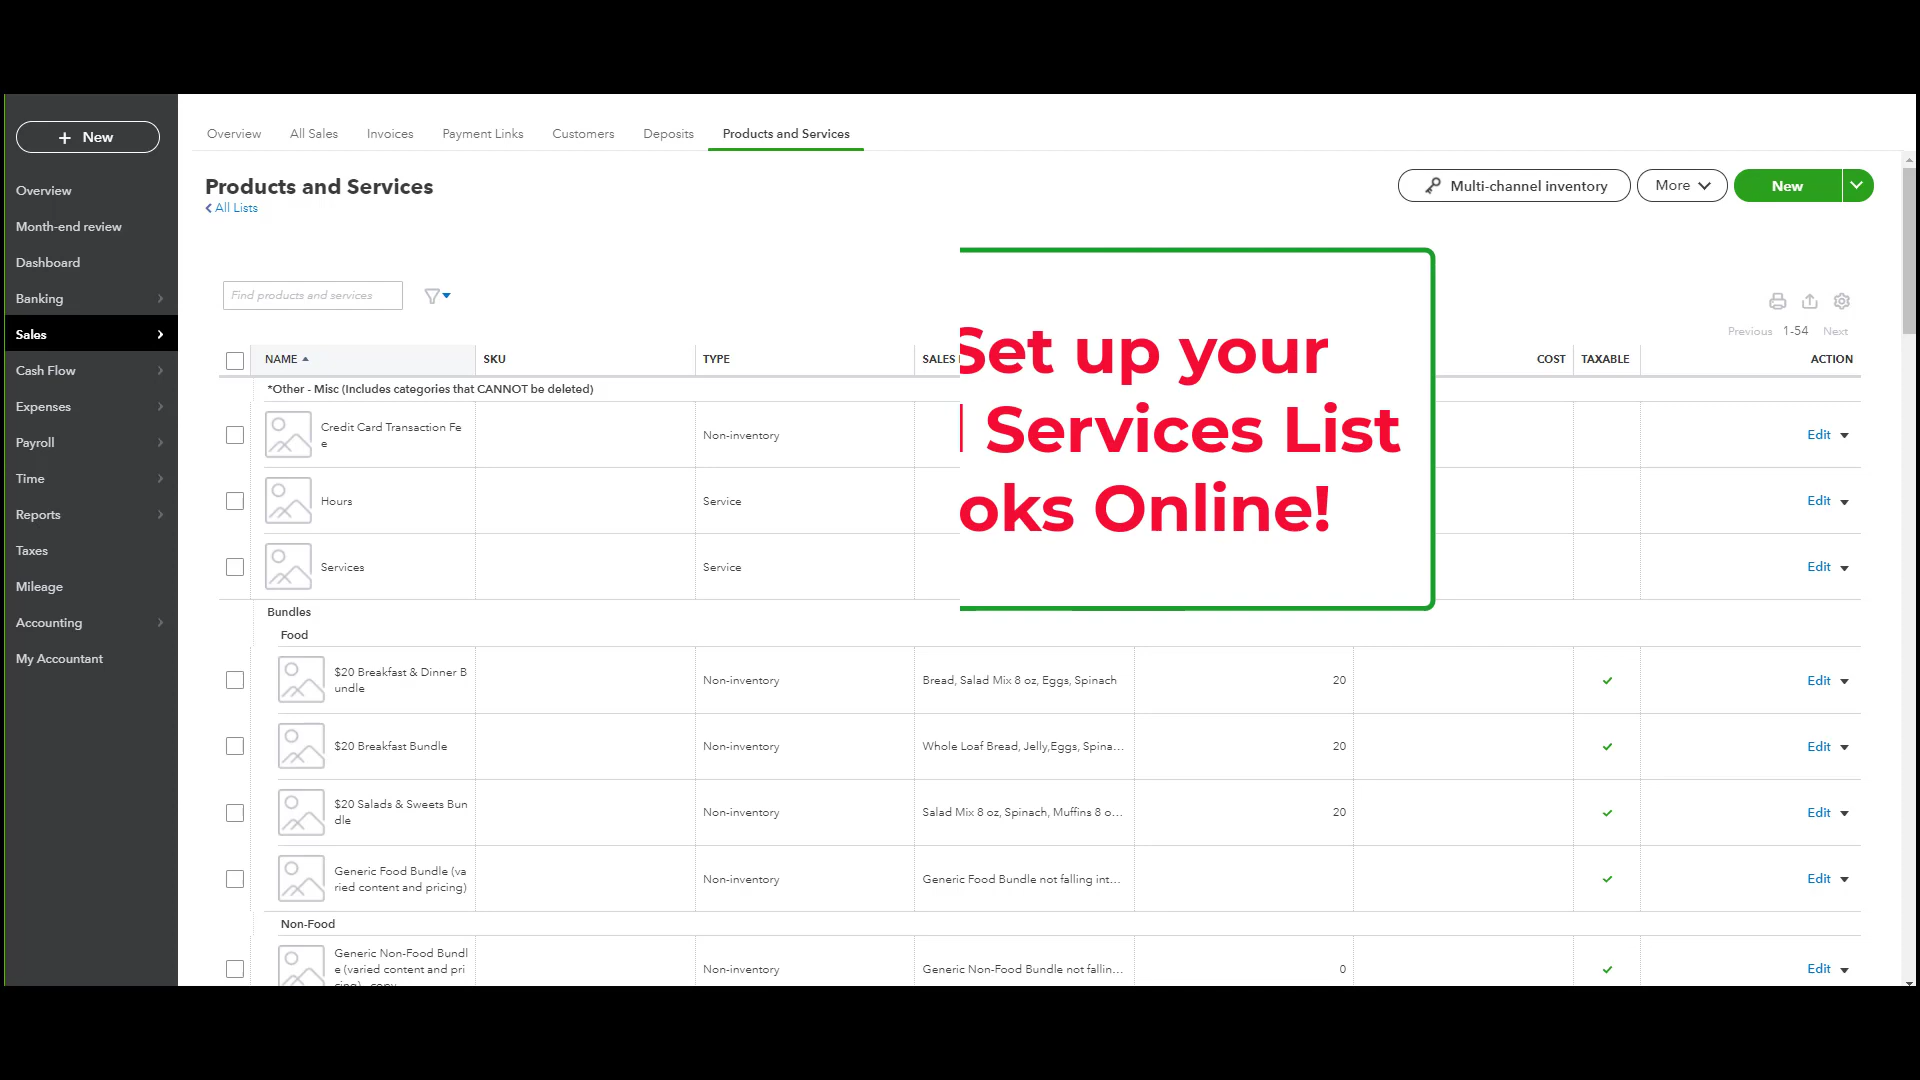 New
Overview
Month-end review
Dashboard
Banking
Sales
Cash Flow
Expenses
Payroll
Time
Reports
Taxes
Mileage
Accounting
My Accountant
Overview All Sales Invoices Payment Links Customers Deposits Products and Services
Products and Services
All Lists
Multi-channel inventory More New
Find products and services
Previous 1-54 Next
NAME SKU TYPE SALES COST TAXABLE ACTION
Set up your
Services List
oks Online!
*Other - Misc (Includes categories that CANNOT be deleted)
Credit Card Transaction Fe
e
Non-inventory Edit
Hours Service Edit
Services Service Edit
Bundles
Food
$20 Breakfast & Dinner B
undle
Non-inventory Bread, Salad Mix 8 oz, Eggs, Spinach 20 Edit
$20 Breakfast Bundle Non-inventory Whole Loaf Bread, Jelly,Eggs, Spina... 20 Edit
$20 Salads & Sweets Bun
dle
Non-inventory Salad Mix 8 oz, Spinach, Muffins 8 o... 20 Edit
Generic Food Bundle (va
ried content and pricing)
Non-inventory Generic Food Bundle not falling int... Edit
Non-Food
Generic Non-Food Bundl
e (varied content and pri
cing) - copy
Non-inventory Generic Non-Food Bundle not fallin... 0 Edit